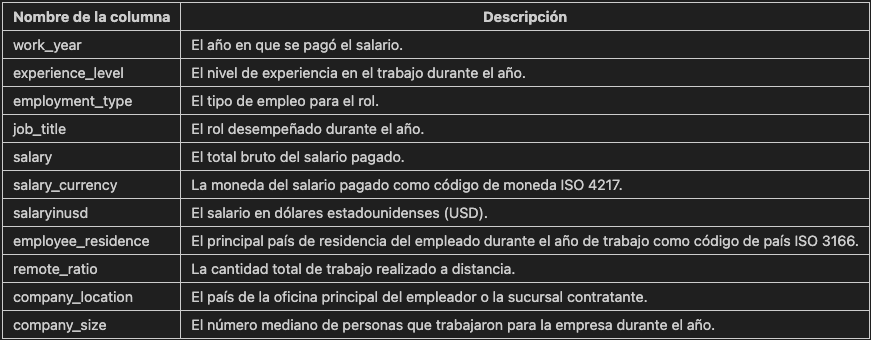 Nombre de la columna Descripción
work_year El año en que se pagó el salario.
experience_level El nivel de experiencia en el trabajo durante el año.
employment_type El tipo de empleo para el rol.
job_title El rol desempeñado durante el año.
salary El total bruto del salario pagado.
salary_currency La moneda del salario pagado como código de moneda ISO 4217.
salaryinusd El salario en dólares estadounidenses (USD).
employee_residence El principal país de residencia del empleado durante el año de trabajo como código de país ISO 3166.
remote_ratio La cantidad total de trabajo realizado a distancia.
company_location El país de la oficina principal del empleador o la sucursal contratante.
company_size El número mediano de personas que trabajaron para la empresa durante el año.